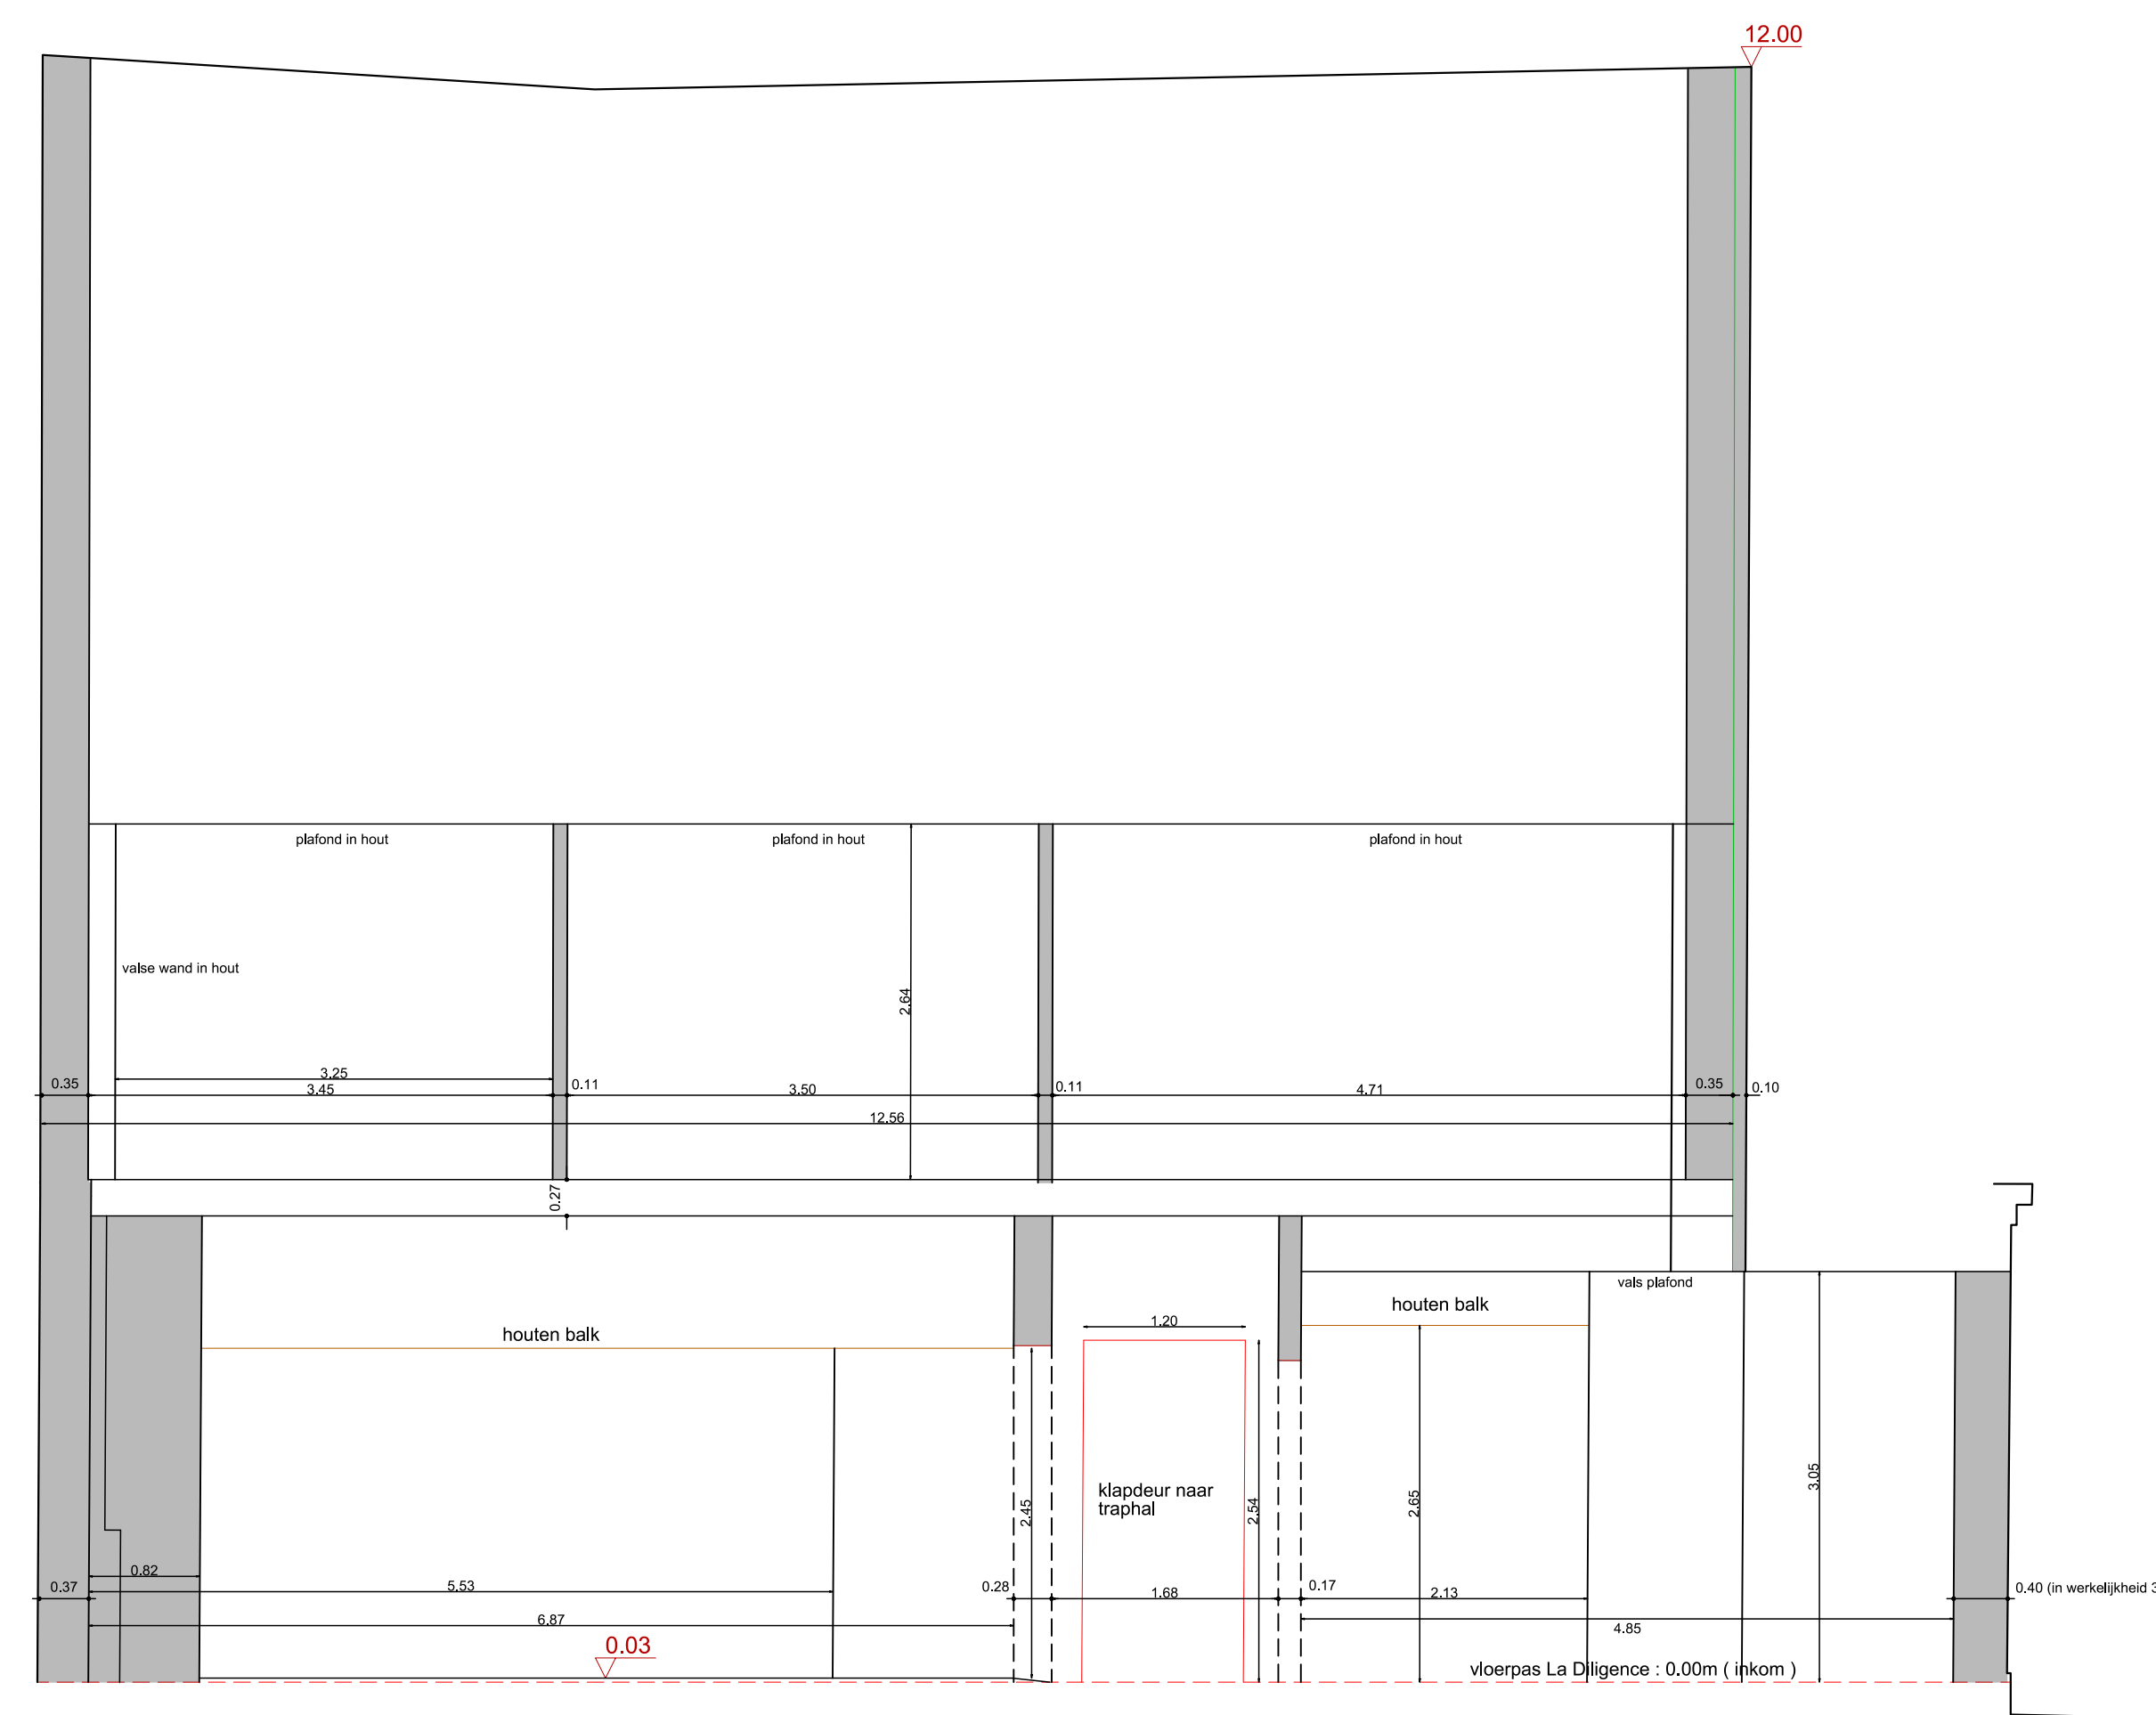 12.00
plafond in hout
plafond in hout
plafond in hout
valse wand in hout
2.64
3.25
0.35
3.45
0.11
3.50
0.11
4.71
0.35
0.10
12.56
0.27
vals plafond
houten balk
houten balk
1.20
klapdeur naar
traphal
2.45
2.54
2.65
3.05
0.82
0.37
5.53
0.28
1.68
0.17
2.13
0.40 (in werkelijkheid 3
6.87
4.85
0.03
vloerpas La Diligence : 0.00m ( inkom )